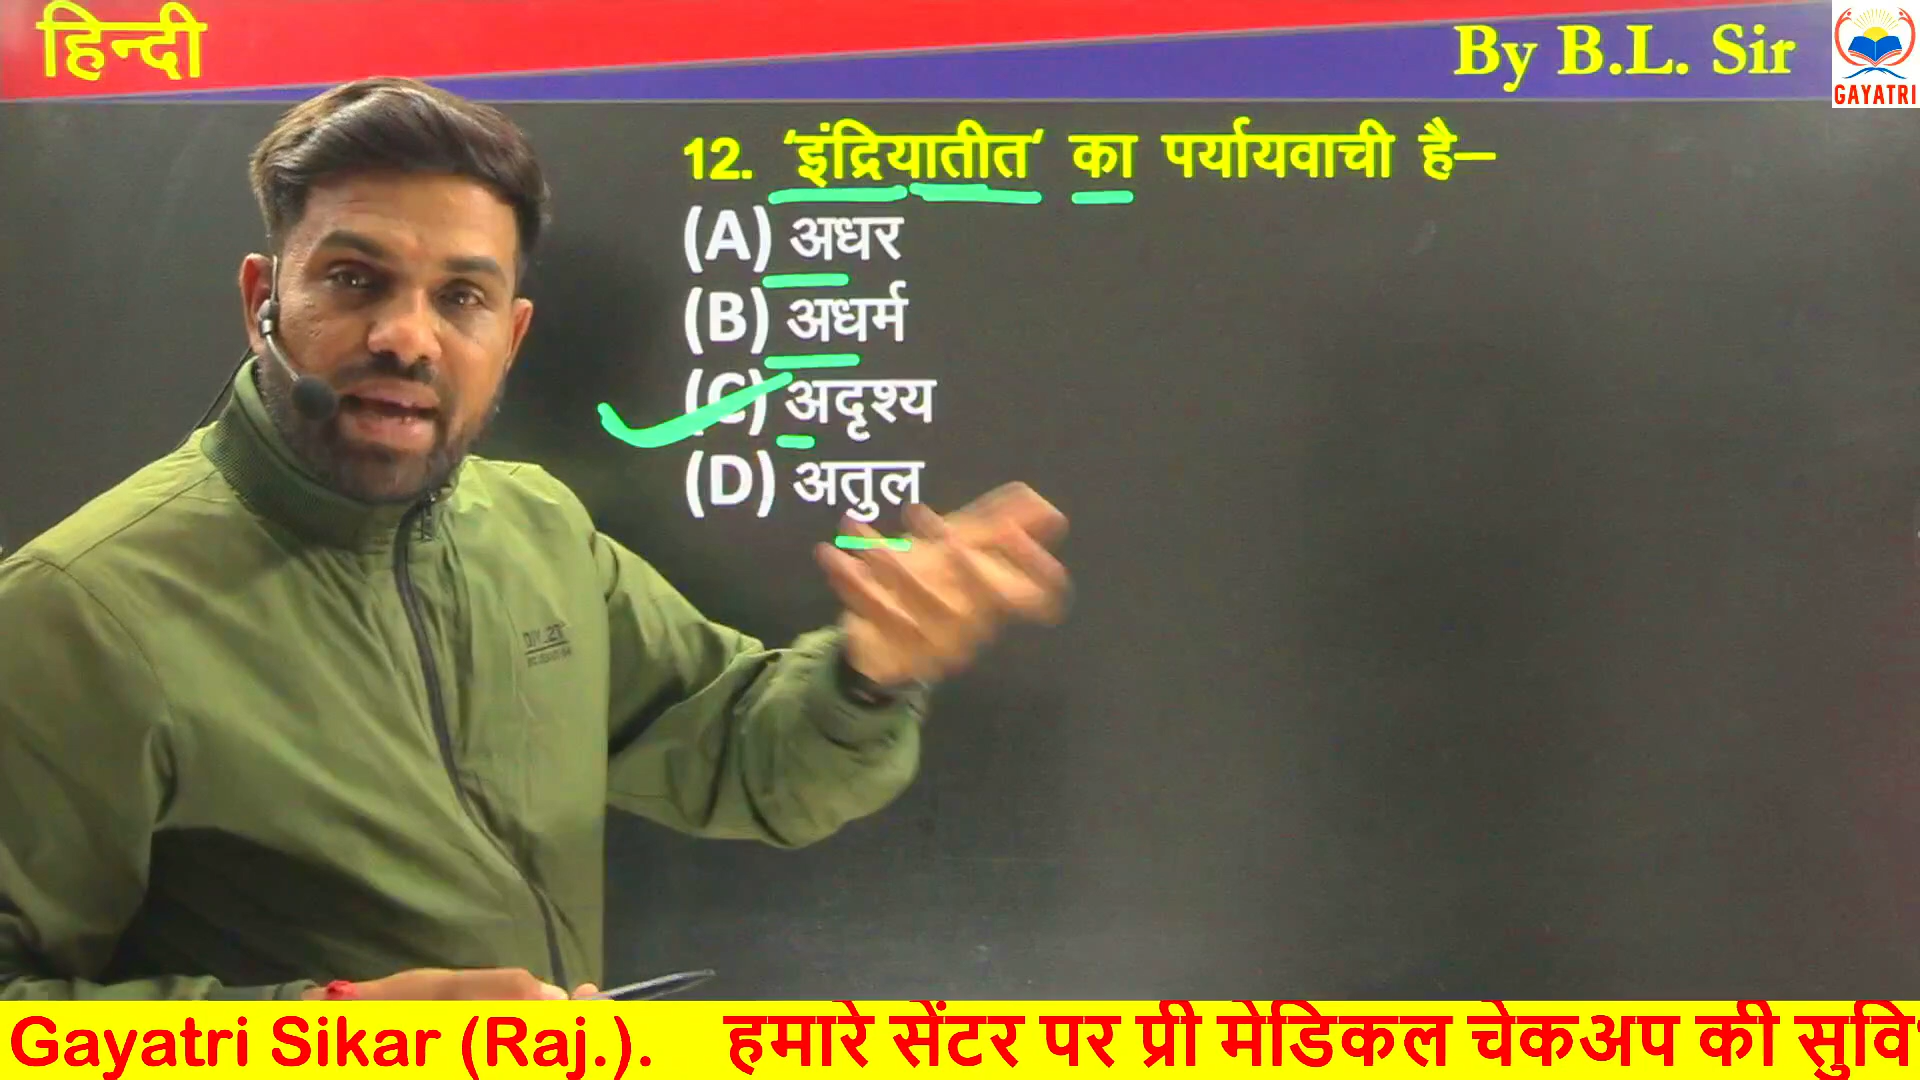 हिन्दी
By B.L. Sir
GAYATRI
12. 'इंद्रियातीत' का पर्यायवाची है–
(A) अधर
(B) अधर्म
(C) अदृश्य
(D) अतुल
Gayatri Sikar (Raj.). हमारे सेंटर पर प्री मेडिकल चेकअप की